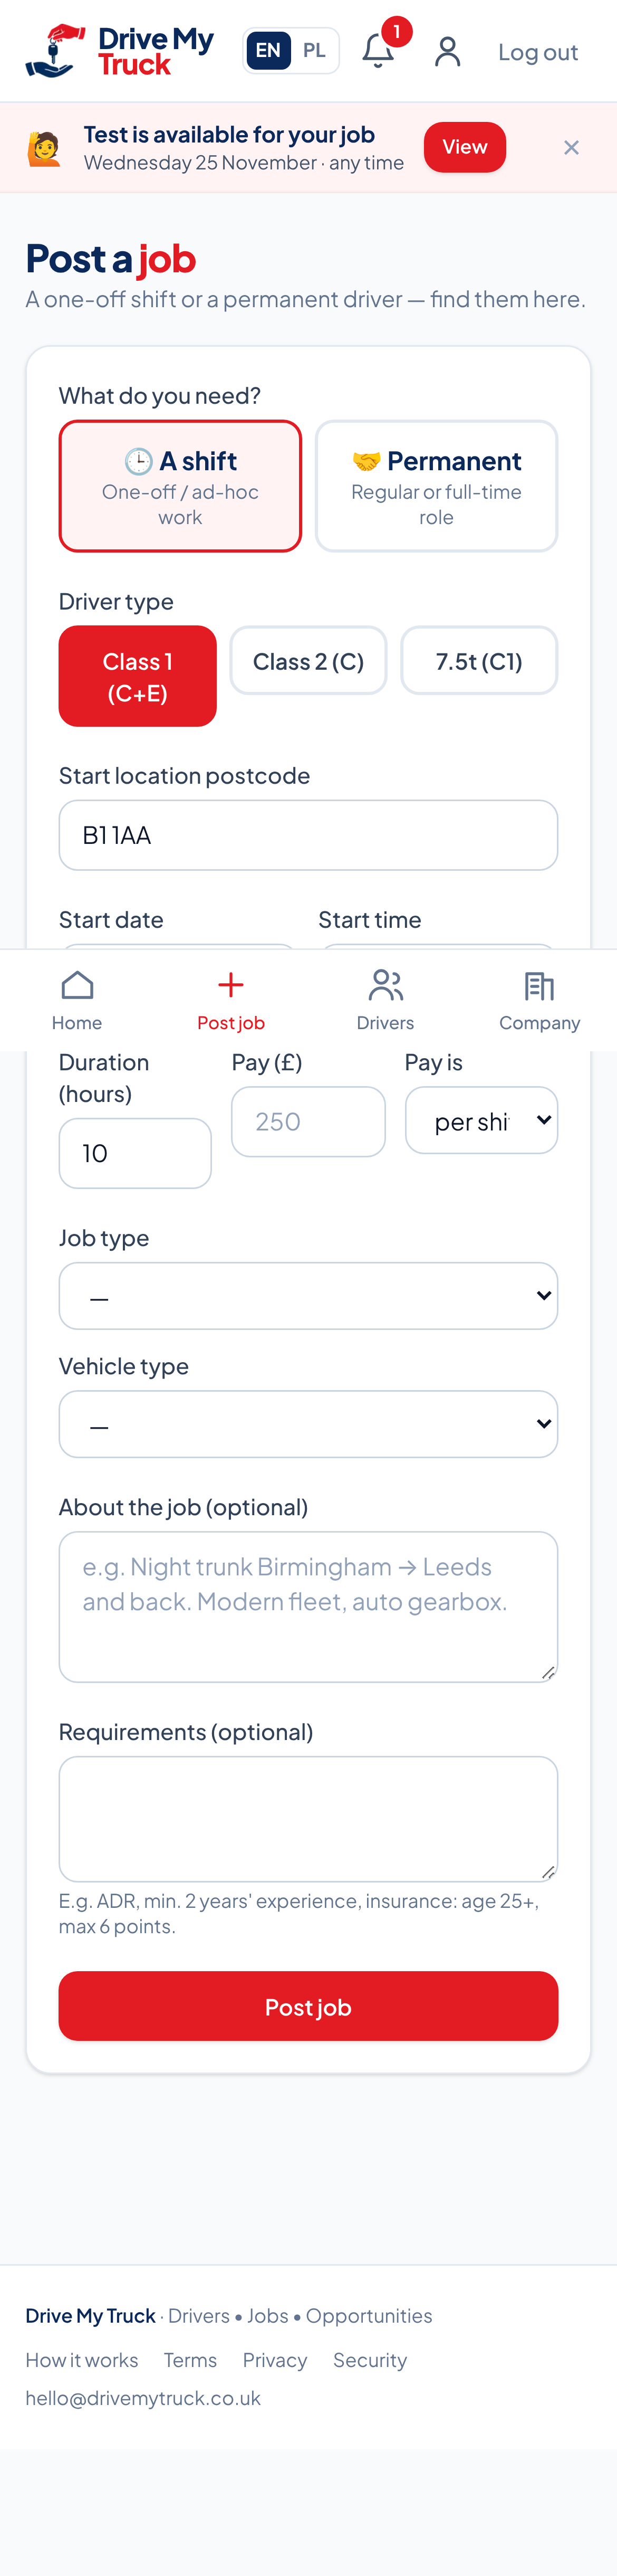 Drive My
Truck
EN PL
1
Log out
Test is available for your job
Wednesday 25 November · any time
View
Post a job
A one-off shift or a permanent driver — find them here.
What do you need?
🕒 A shift
One-off / ad-hoc
work
🤝 Permanent
Regular or full-time
role
Driver type
Class 1
(C+E)
Class 2 (C)
7.5t (C1)
Start location postcode
B1 1AA
Start date
Start time
Home
Post job
Drivers
Company
Duration
(hours)
Pay (£)
Pay is
10
250
per shi
Job type
—
Vehicle type
—
About the job (optional)
e.g. Night trunk Birmingham → Leeds
and back. Modern fleet, auto gearbox.
Requirements (optional)
E.g. ADR, min. 2 years' experience, insurance: age 25+,
max 6 points.
Post job
Drive My Truck · Drivers • Jobs • Opportunities
How it works Terms Privacy Security
hello@drivemytruck.co.uk